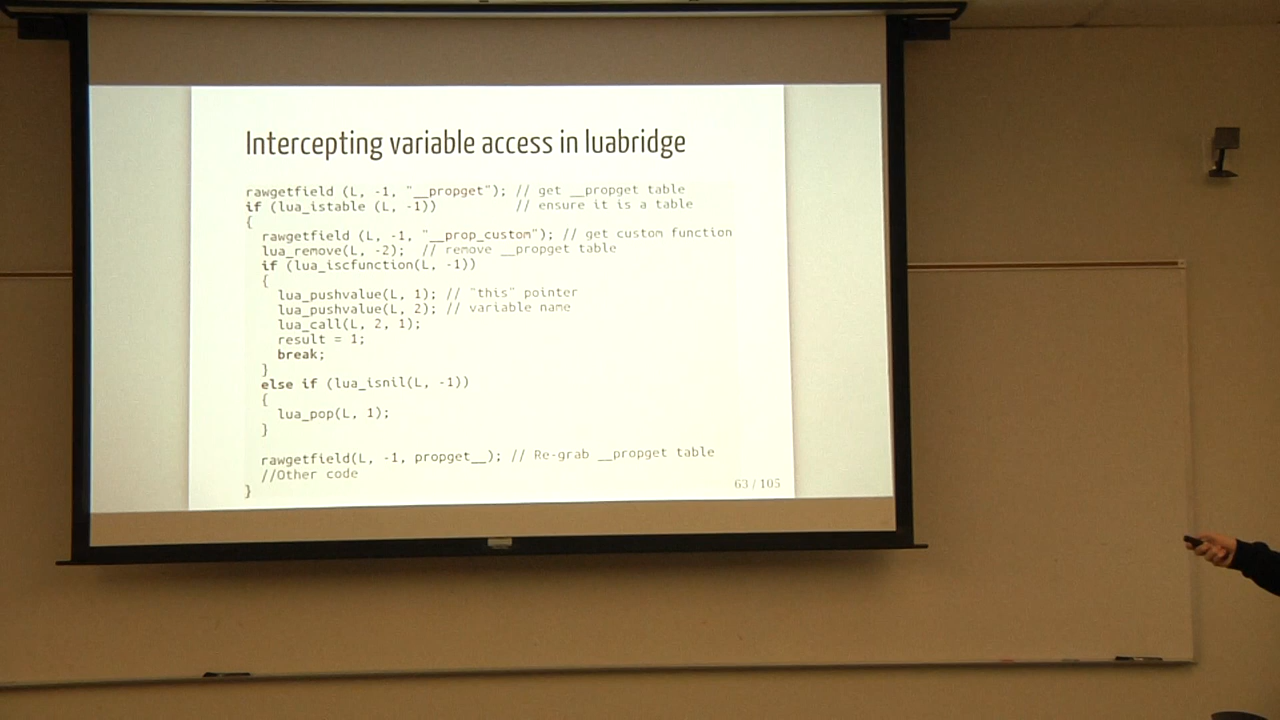 Intercepting variable access in luabridge
rawgetfield (L, -1, "__propget"); // get __propget table
if (lua_istable (L, -1)) // ensure it is a table
{
rawgetfield (L, -1, "__prop_custom"); // get custom function
lua_remove(L, -2); // remove __propget table
if (lua_iscfunction(L, -1))
{
lua_pushvalue(L, 1); // "this" pointer
lua_pushvalue(L, 2); // variable name
lua_call(L, 2, 1);
result = 1;
break;
}
else if (lua_isnil(L, -1))
{
lua_pop(L, 1);
}
rawgetfield(L, -1, propget__); // Re-grab __propget table
//Other code
}
63 / 105